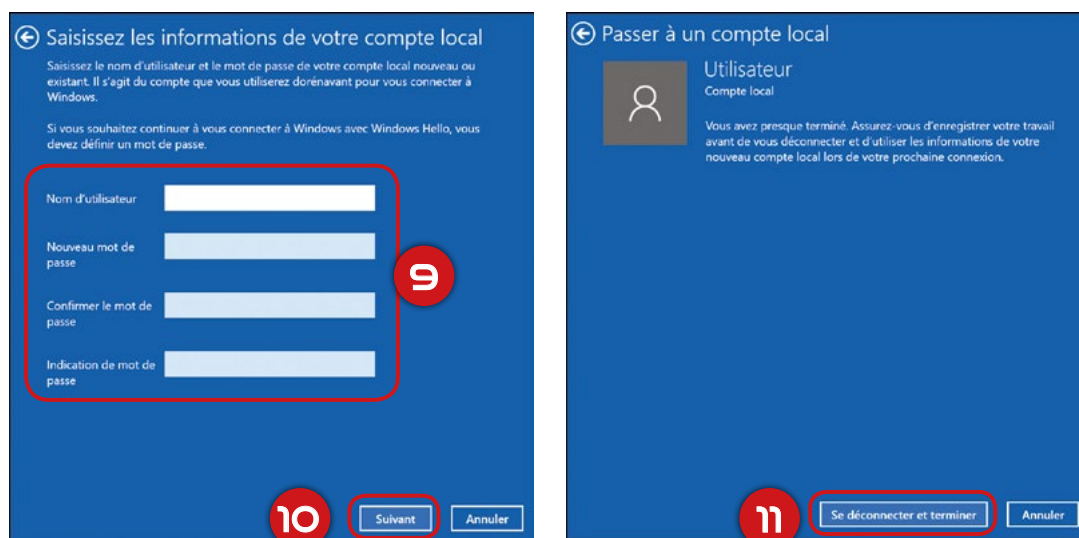 Saisissez les informations de votre compte local
Saisissez le nom d'utilisateur et le mot de passe de votre compte local nouveau ou
existant. Il s'agit du compte que vous utiliserez dorénavant pour vous connecter à
Windows.
Si vous souhaitez continuer à vous connecter à Windows avec Windows Hello, vous
devez définir un mot de passe.
Nom d'utilisateur
Nouveau mot de
passe
9
Confirmer le mot de
passe
Indication de mot de
passe
10
Suivant
Annuler
Passer à un compte local
Utilisateur
Compte local
Vous avez presque terminé. Assurez-vous d'enregistrer votre travail
avant de vous déconnecter et d'utiliser les informations de votre
nouveau compte local lors de votre prochaine connexion.
11
Se déconnecter et terminer
Annuler